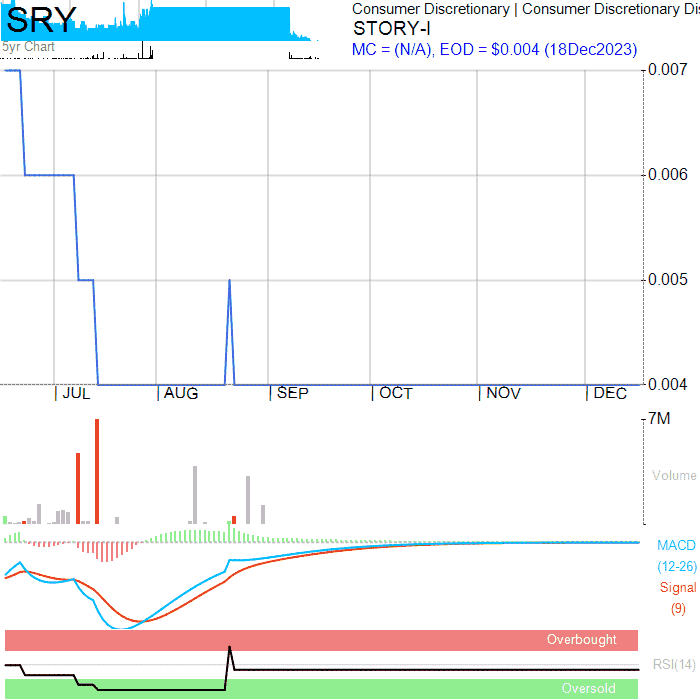 SRY
5yr Chart
Consumer Discretionary | Consumer Discretionary Dis
STORY-I
MC = (N/A), EOD = $0.004 (18Dec2023)
0.007
0.006
0.005
0.004
JUL AUG SEP OCT NOV DEC
7M
Volume
MACD
(12-26)
Signal
(9)
Overbought
RSI(14)
Oversold